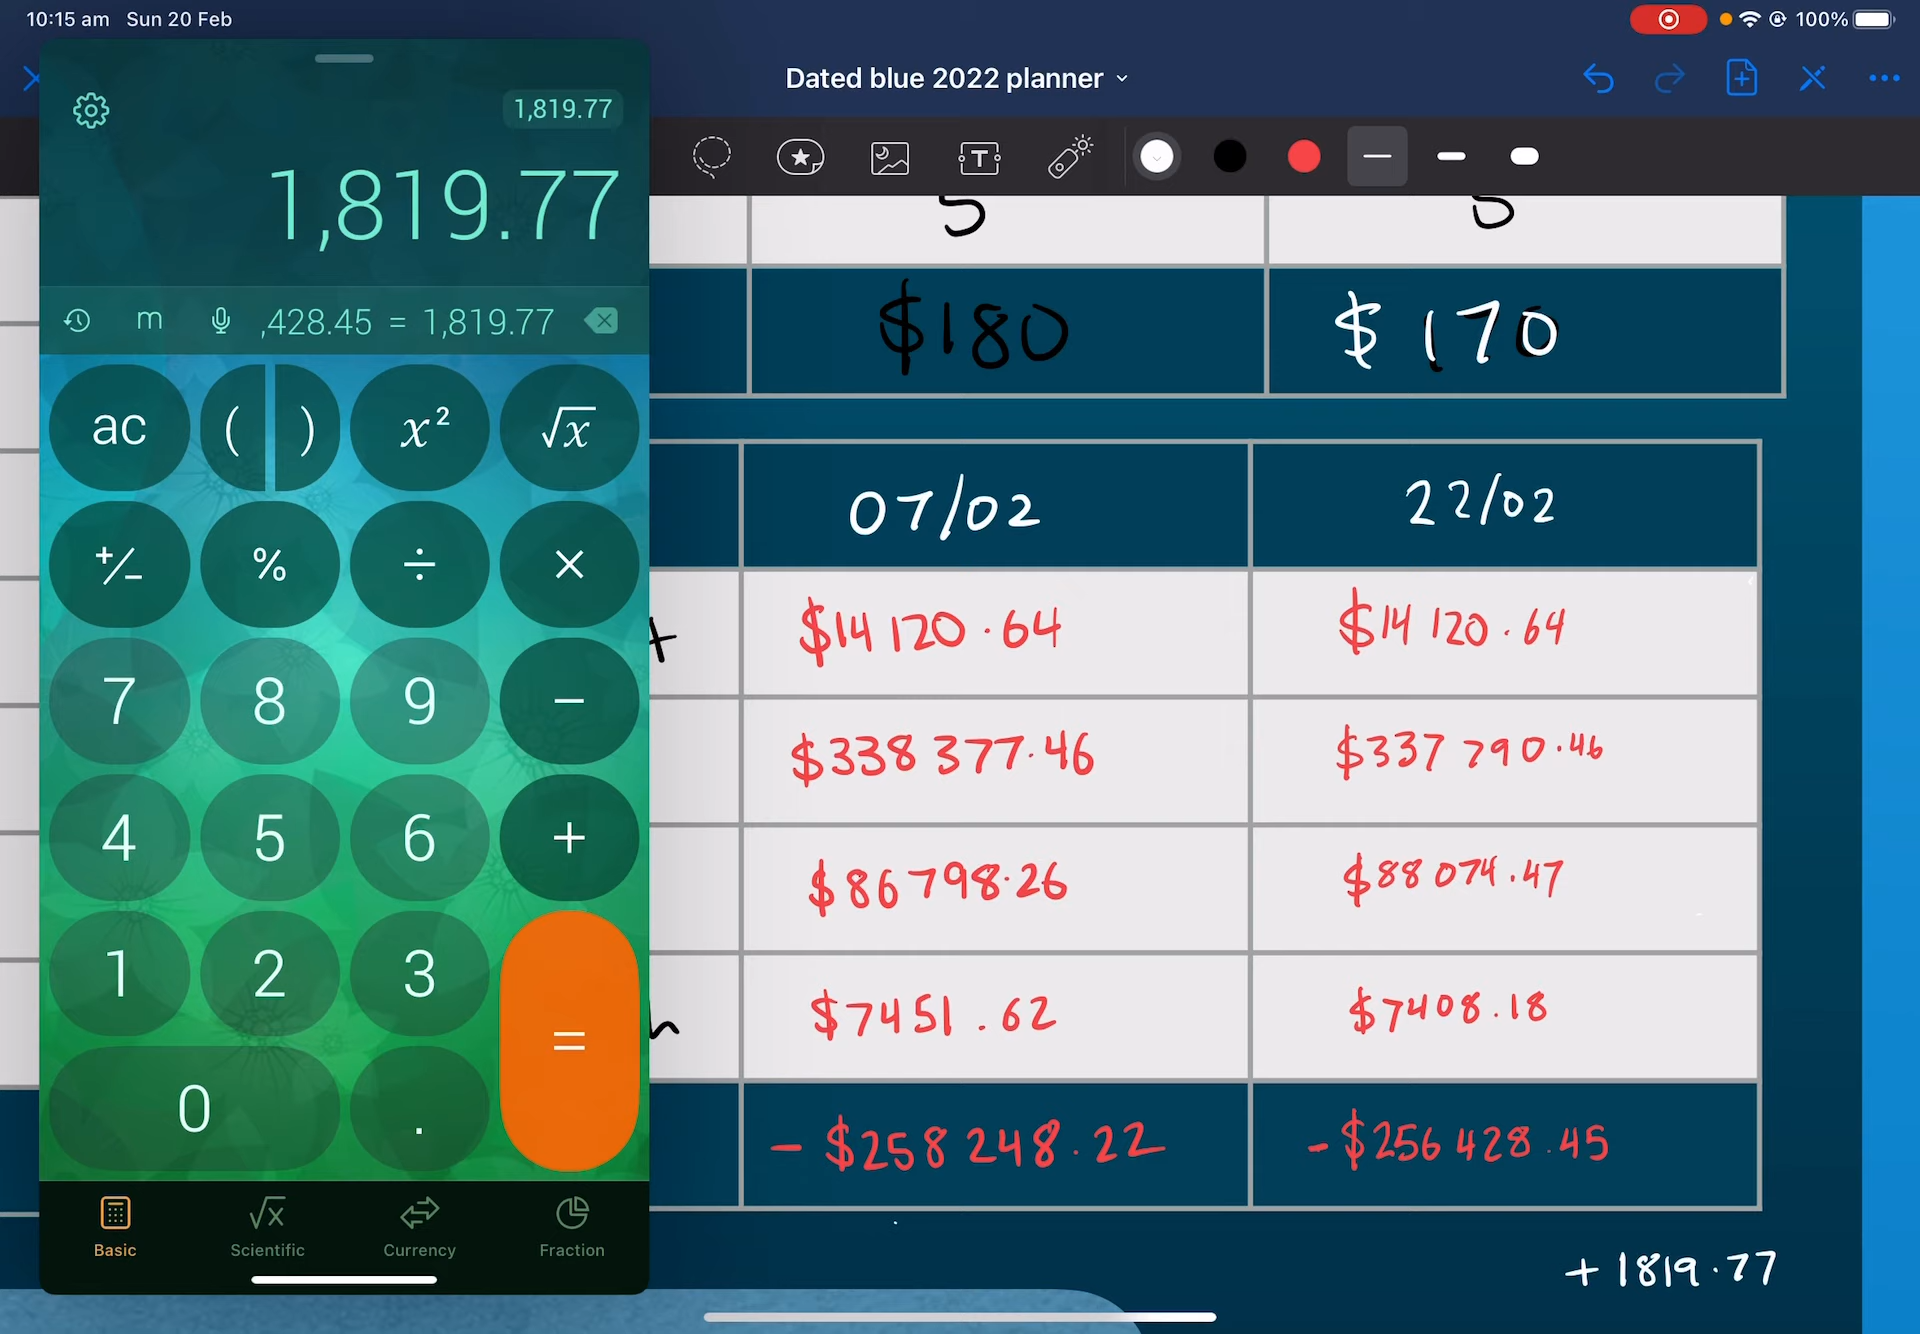 10:15 am Sun 20 Feb
100%
Dated blue 2022 planner
1,819.77
1,819.77
m ,428.45 = 1,819.77
ac ( ) x² √x
+/− % ÷ ×
7 8 9 −
4 5 6 +
1 2 3 =
0 .
Basic Scientific Currency Fraction
T
5
$180 $170
07/02 22/02
+ $14 120.64 $14 120.64
$338 377.46 $337 790.46
$86 798.26 $88 074.47
$7451.62 $7408.18
- $258 248.22 - $256 428.45
+ 1819.77